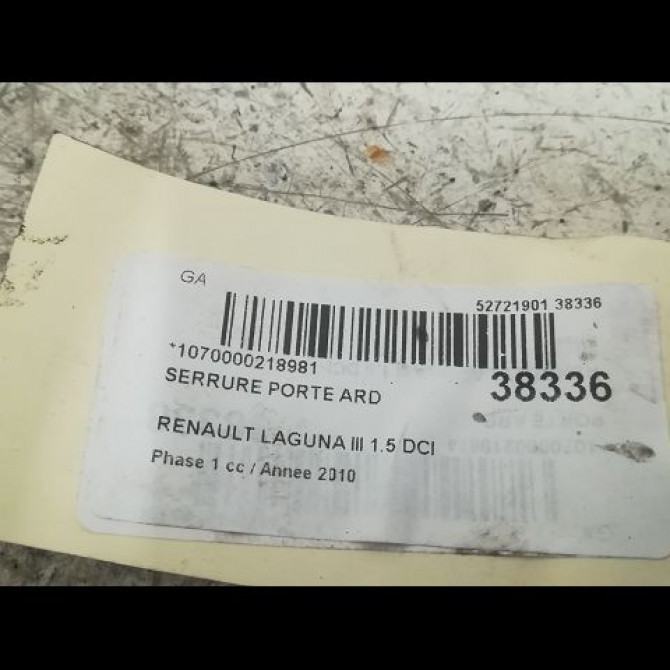 GA
52721901 38336
*1070000218981
SERRURE PORTE ARD
38336
RENAULT LAGUNA III 1.5 DCI
Phase 1 cc / Annee 2010